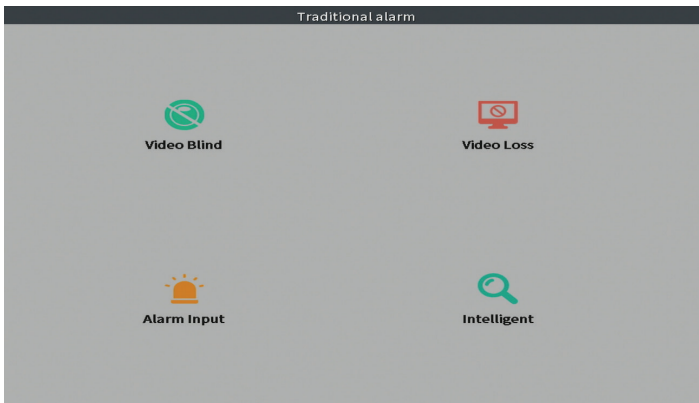 Traditional alarm
Video Blind
Video Loss
Alarm Input
Intelligent